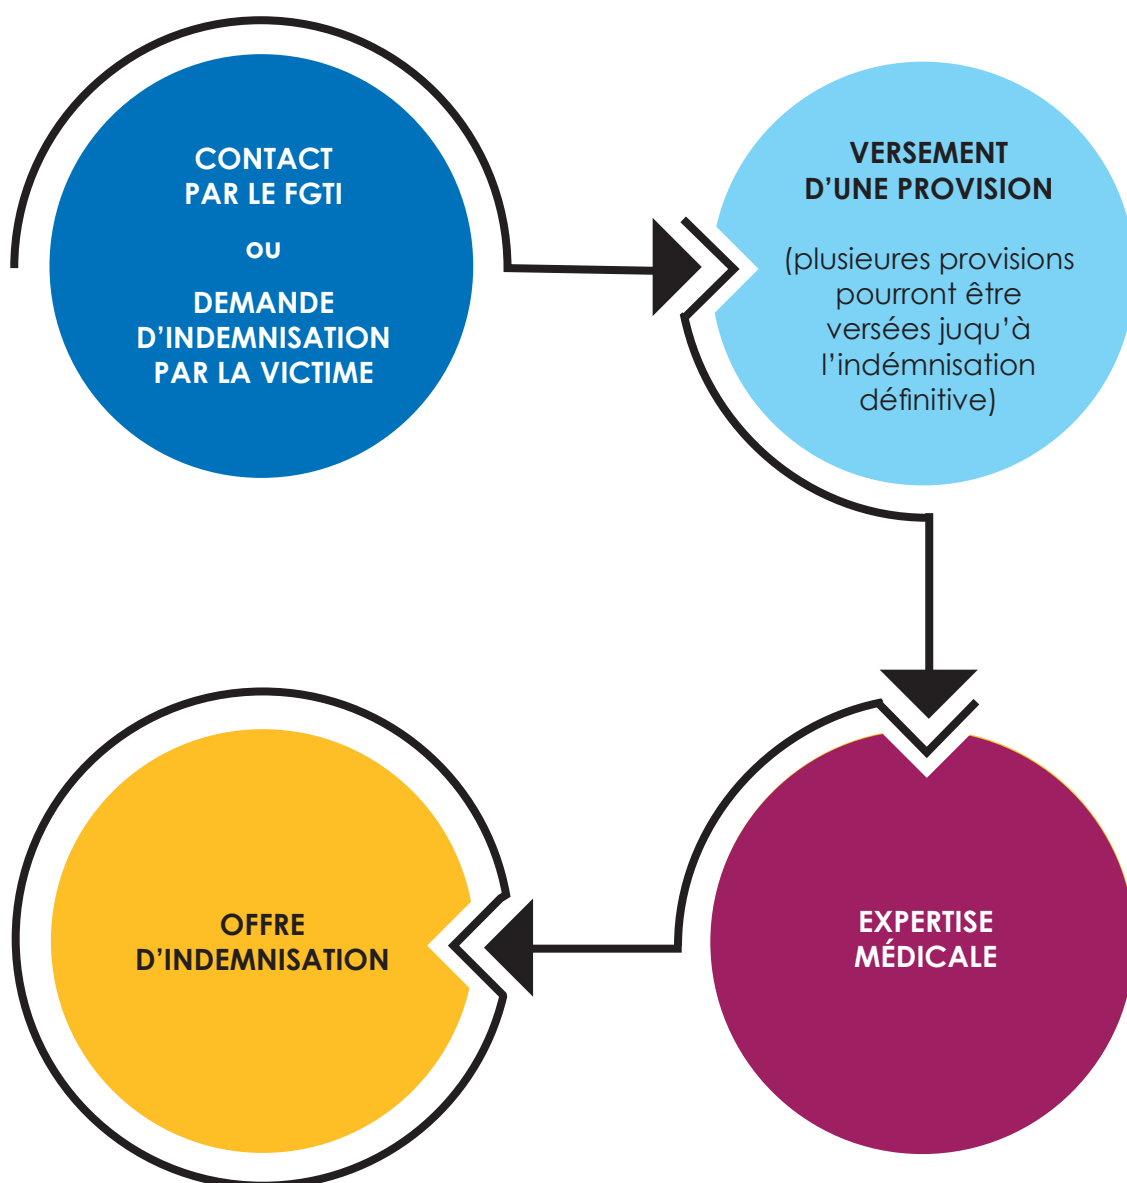 CONTACT
PAR LE FGTI
ou
DEMANDE
D’INDEMNISATION
PAR LA VICTIME
VERSEMENT
D’UNE PROVISION
(plusieures provisions
pourront être
versées juqu’à
l’indémnisation
définitive)
EXPERTISE
MÉDICALE
OFFRE
D’INDEMNISATION